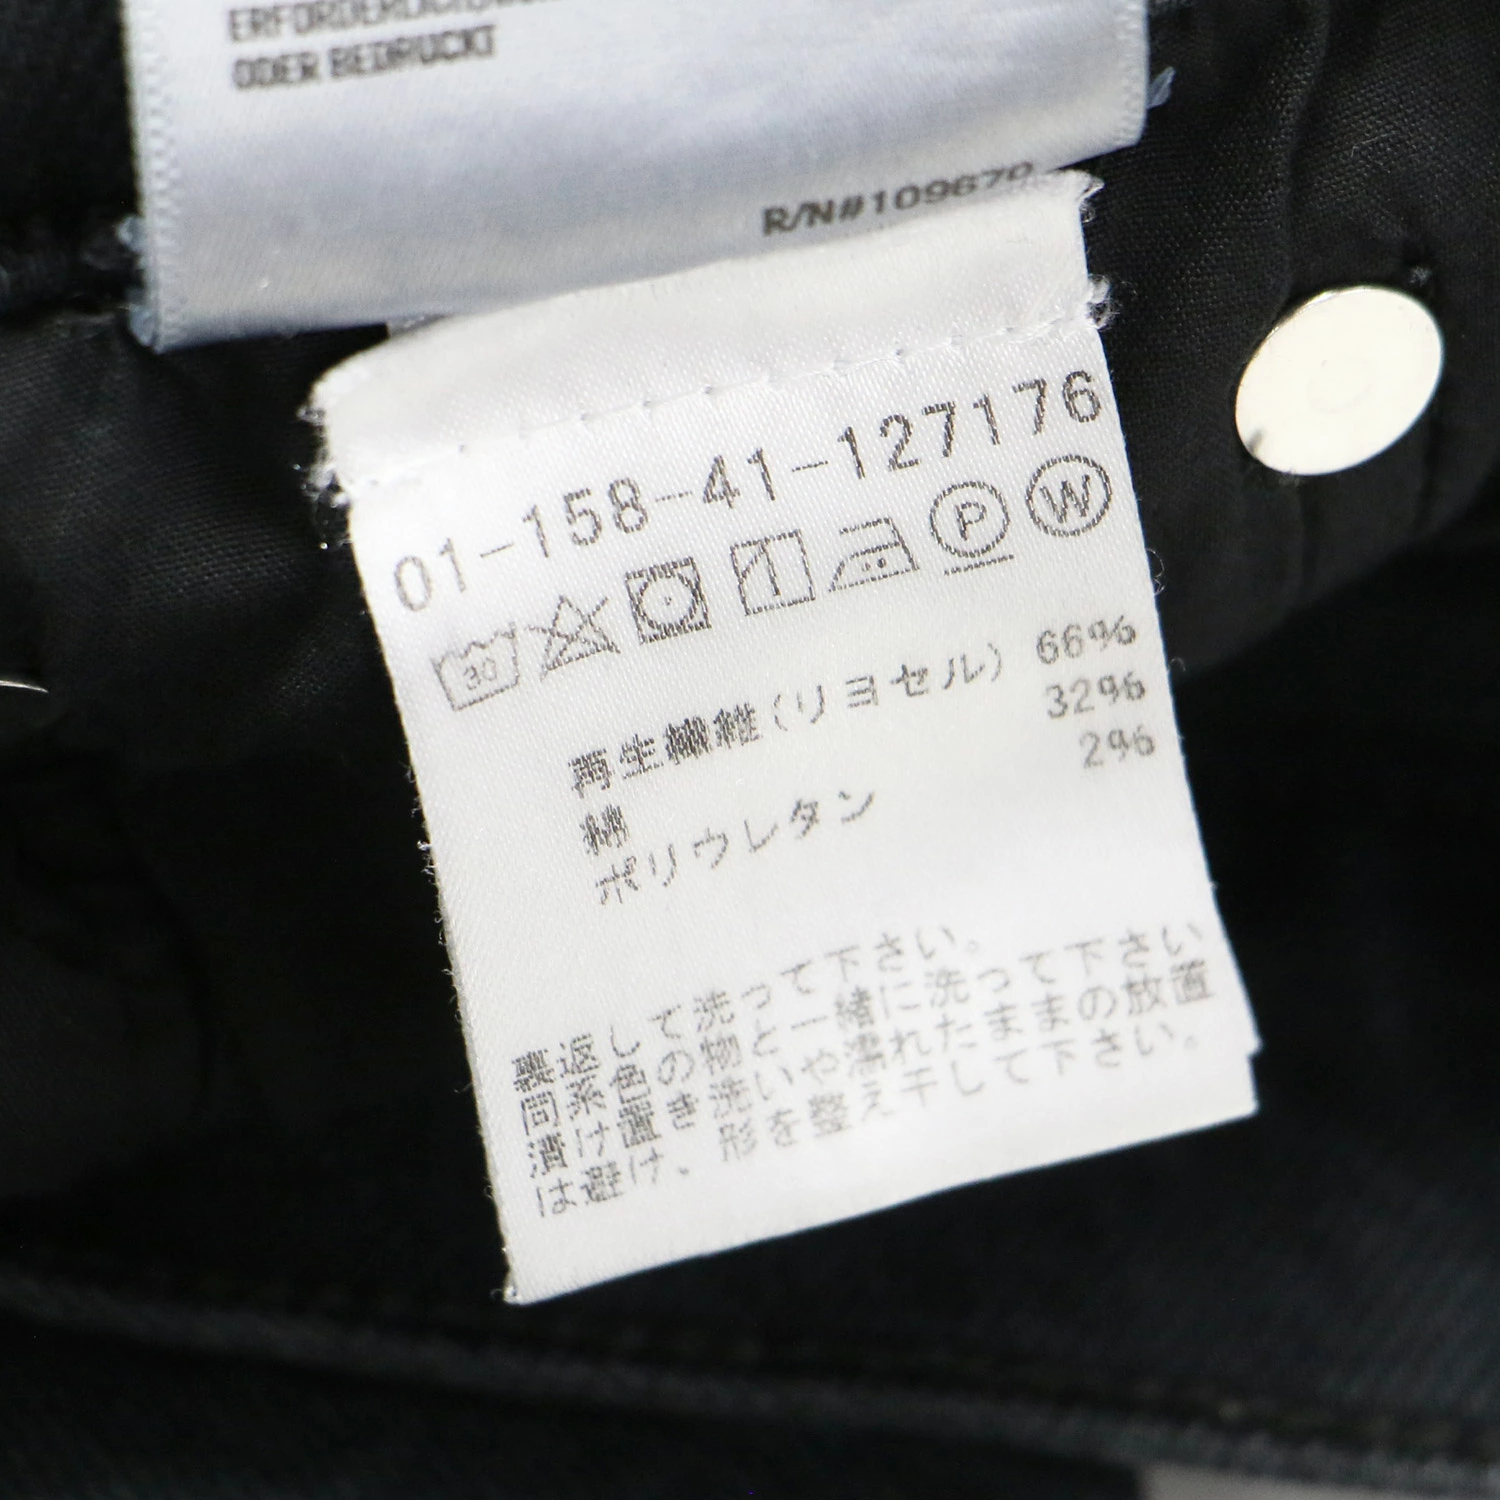 ODER BEDRUCKT
R/N#109679
01-158-41-127176
30
P W
再生繊維(リヨセル) 66%
綿 32%
ポリウレタン 2%
裏返して洗って下さい。
同系色の物と一緒に洗って下さい
漬け置き洗いや濡れたままの放置
は避け、形を整え干して下さい。